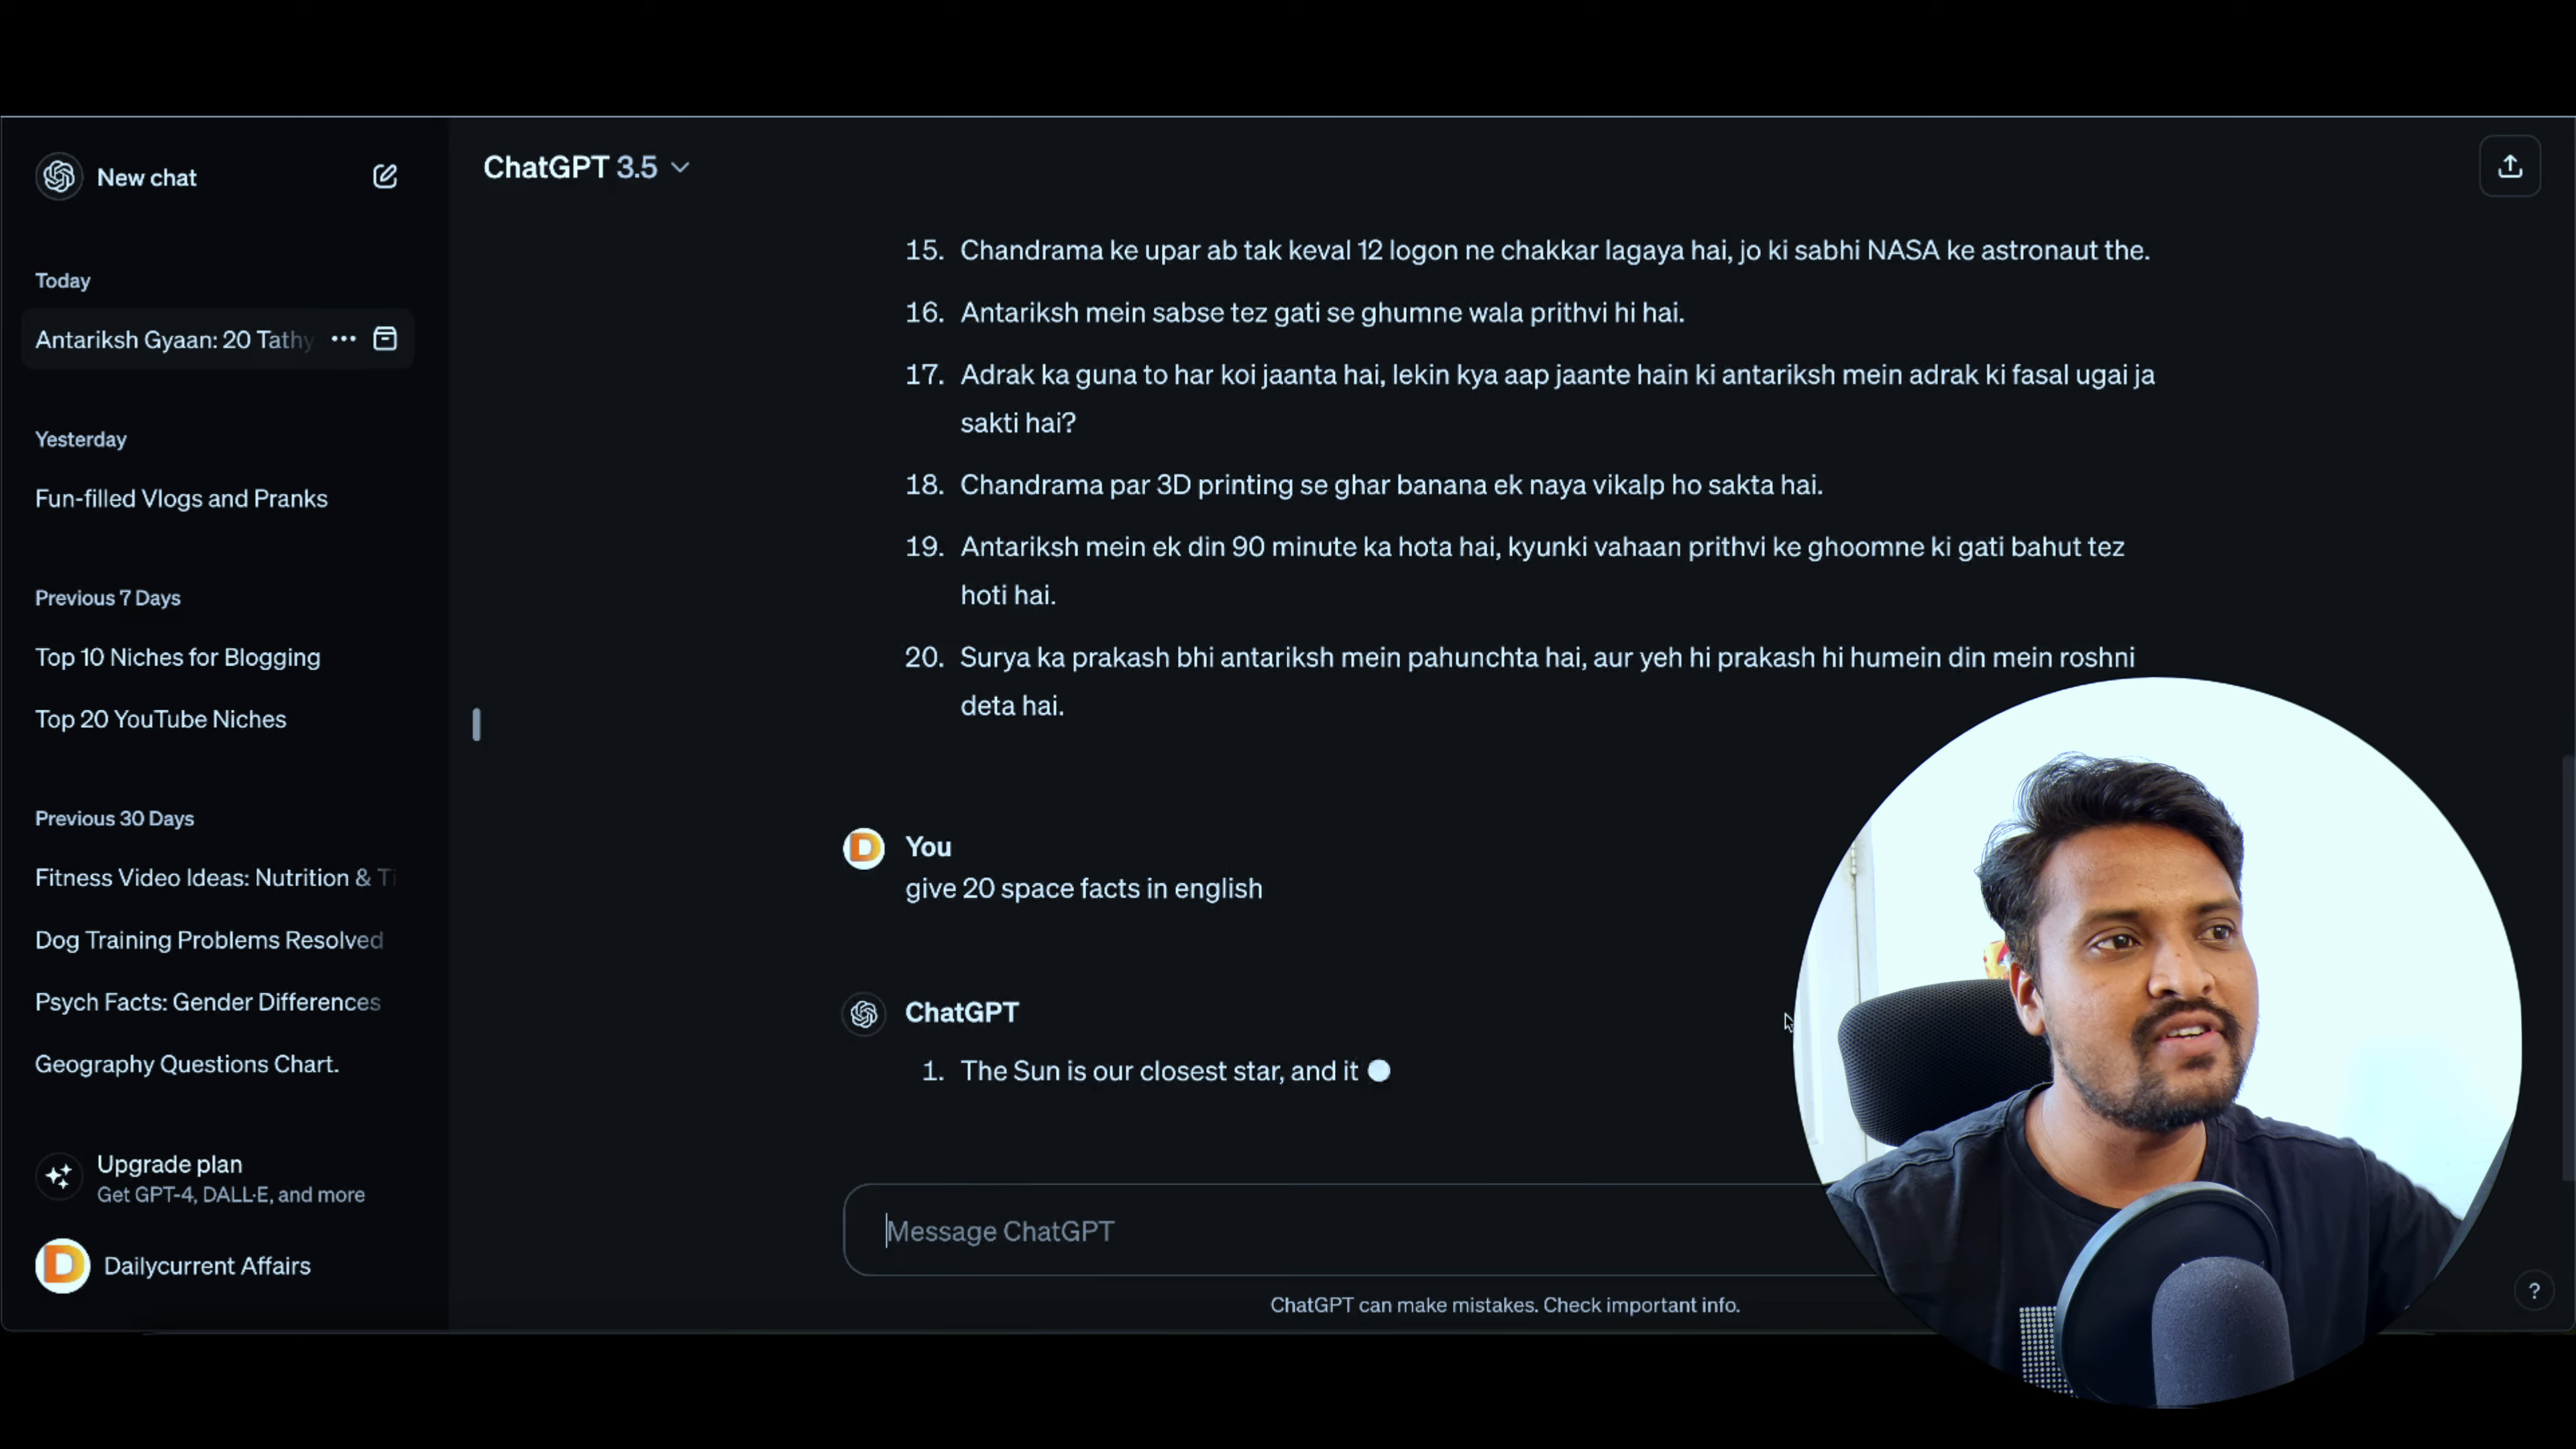 New chat
Today
Antariksh Gyaan: 20 Tathy
Yesterday
Fun-filled Vlogs and Pranks
Previous 7 Days
Top 10 Niches for Blogging
Top 20 YouTube Niches
Previous 30 Days
Fitness Video Ideas: Nutrition & Ti
Dog Training Problems Resolved
Psych Facts: Gender Differences
Geography Questions Chart.
Upgrade plan
Get GPT-4, DALL·E, and more
D Dailycurrent Affairs
ChatGPT 3.5
15. Chandrama ke upar ab tak keval 12 logon ne chakkar lagaya hai, jo ki sabhi NASA ke astronaut the.
16. Antariksh mein sabse tez gati se ghumne wala prithvi hi hai.
17. Adrak ka guna to har koi jaanta hai, lekin kya aap jaante hain ki antariksh mein adrak ki fasal ugai ja
sakti hai?
18. Chandrama par 3D printing se ghar banana ek naya vikalp ho sakta hai.
19. Antariksh mein ek din 90 minute ka hota hai, kyunki vahaan prithvi ke ghoomne ki gati bahut tez
hoti hai.
20. Surya ka prakash bhi antariksh mein pahunchta hai, aur yeh hi prakash hi humein din mein roshni
deta hai.
D You
give 20 space facts in english
ChatGPT
1. The Sun is our closest star, and it
Message ChatGPT
ChatGPT can make mistakes. Check important info.
?